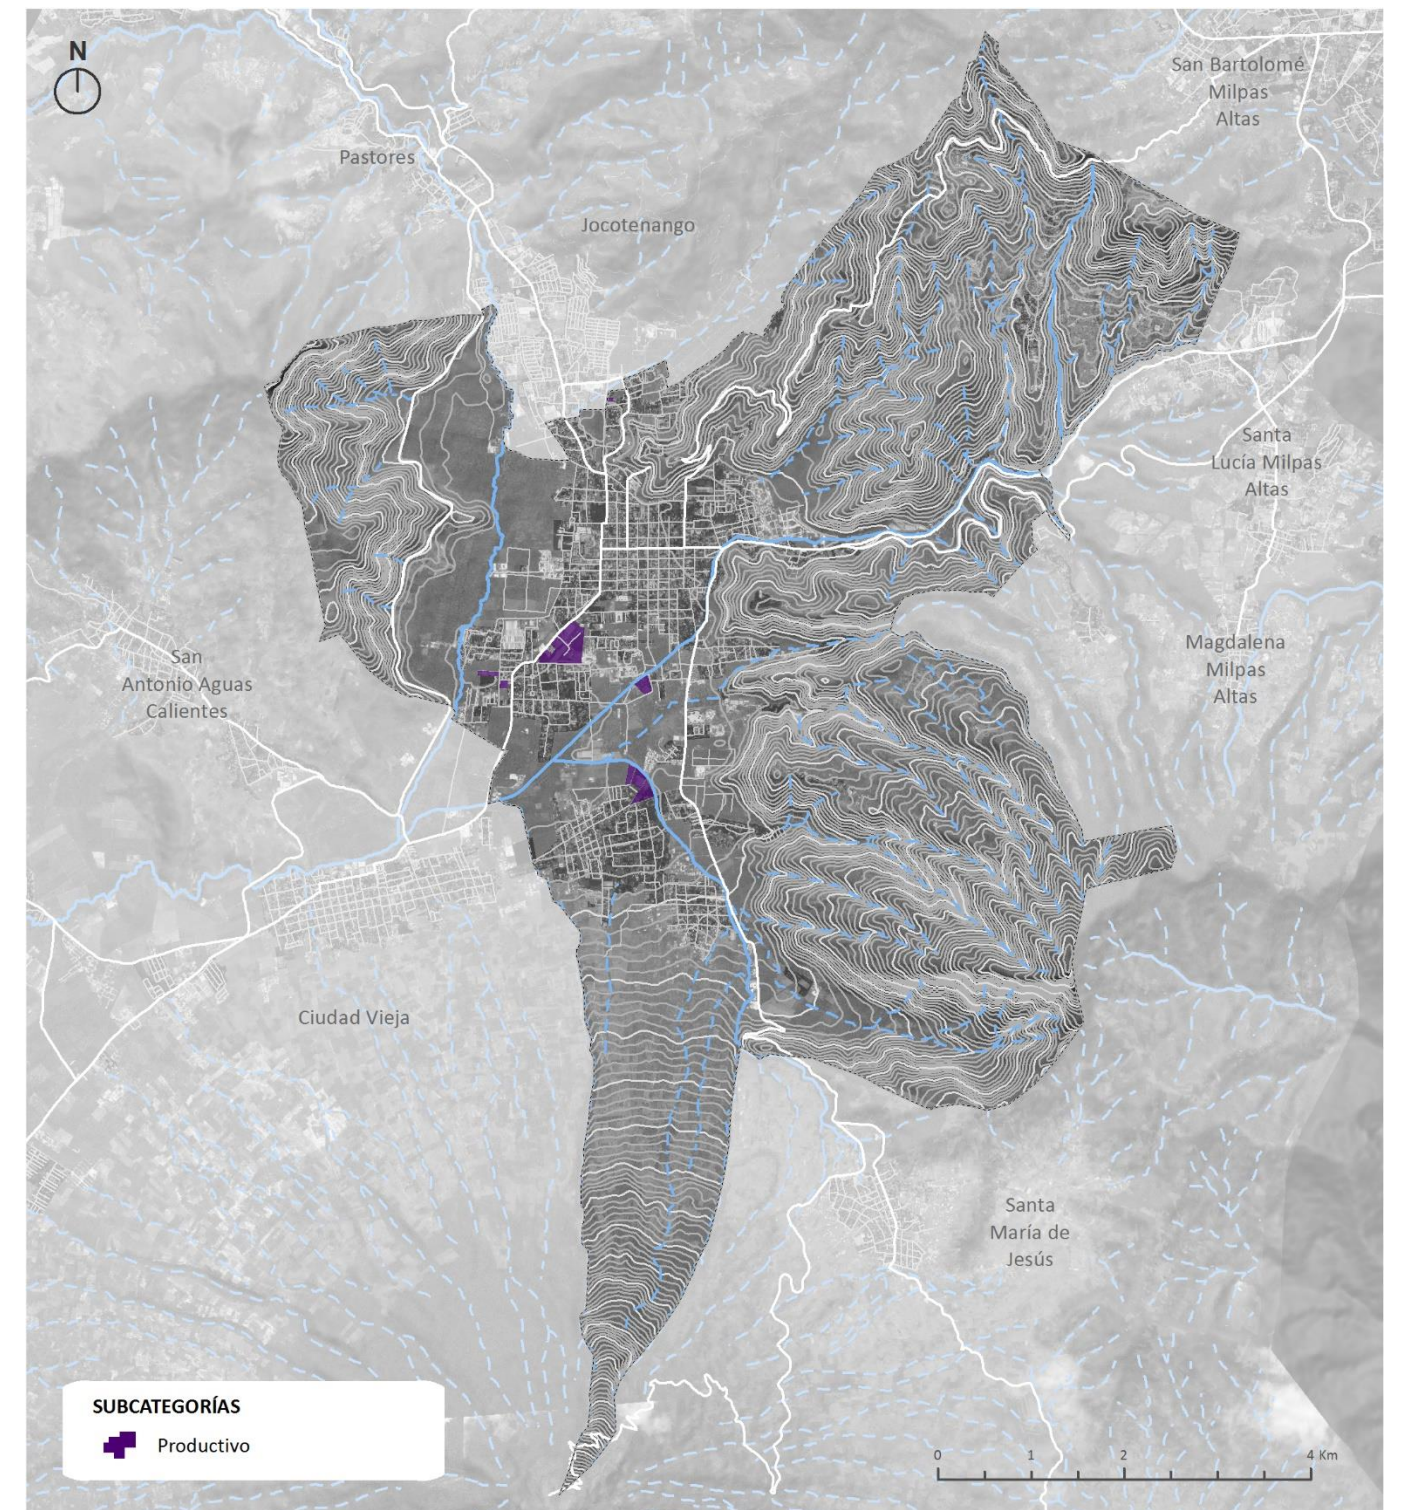 N
San Bartolomé
Milpas
Altas
Pastores
Jocotenango
Santa
Lucía Milpas
Altas
San
Antonio Aguas
Calientes
Magdalena
Milpas
Altas
Ciudad Vieja
Santa
María de
Jesús
SUBCATEGORÍAS
Productivo
0 1 2 4 Km